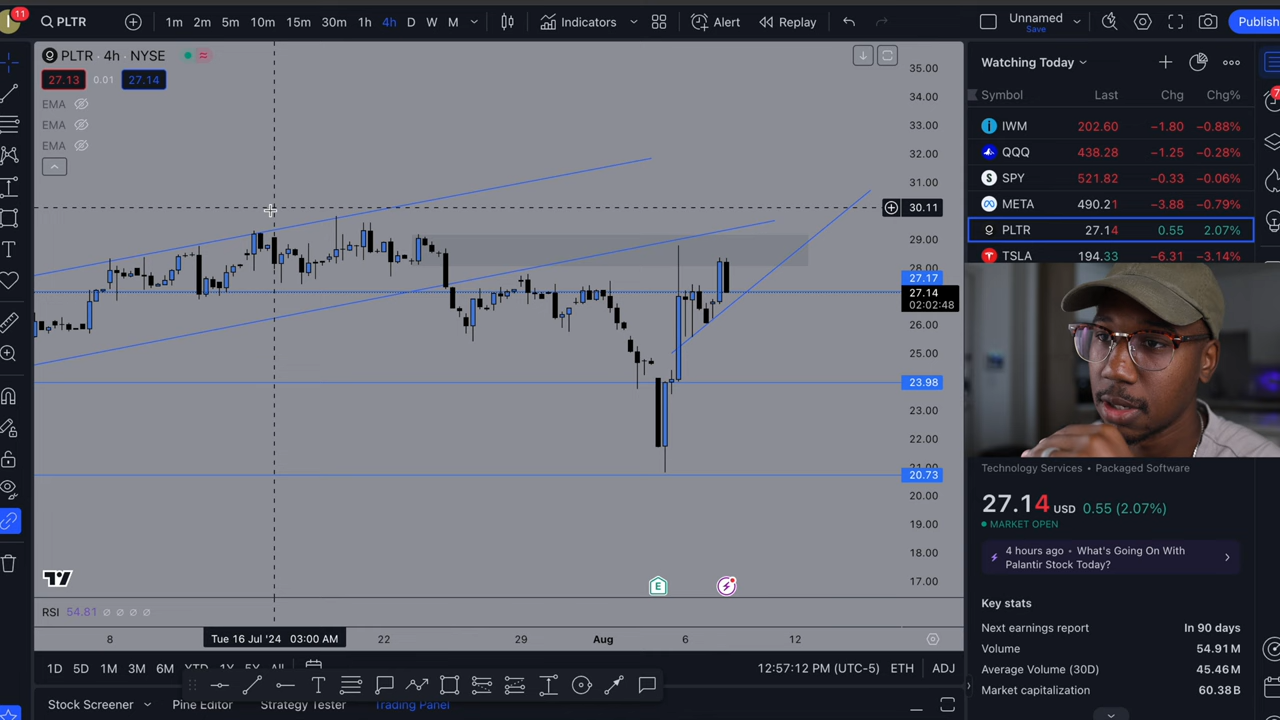 11
PLTR
1m 2m 5m 10m 15m 30m 1h 4h D W M
Indicators
Alert
Replay
Unnamed
Save
Publish
PLTR · 4h · NYSE
27.13 0.01 27.14
EMA
EMA
EMA
35.00
34.00
33.00
32.00
31.00
30.11
29.00
28.00
27.17
27.14
02:02:48
26.00
25.00
23.98
23.00
22.00
21.00
20.73
20.00
19.00
18.00
17.00
E
RSI 54.81
8 Tue 16 Jul '24 03:00 AM 22 29 Aug 6 12
1D 5D 1M 3M 6M YTD 1Y 5Y All
12:57:12 PM (UTC-5) ETH ADJ
Stock Screener Pine Editor Strategy Tester Trading Panel
Watching Today
Symbol Last Chg Chg%
IWM 202.60 −1.80 −0.88%
QQQ 438.28 −1.25 −0.28%
SPY 521.82 −0.33 −0.06%
META 490.21 −3.88 −0.79%
PLTR 27.14 0.55 2.07%
TSLA 194.33 −6.31 −3.14%
7
Technology Services • Packaged Software
27.14 USD 0.55 (2.07%)
MARKET OPEN
4 hours ago • What's Going On With
Palantir Stock Today?
Key stats
Next earnings report In 90 days
Volume 54.91 M
Average Volume (30D) 45.46 M
Market capitalization 60.38 B